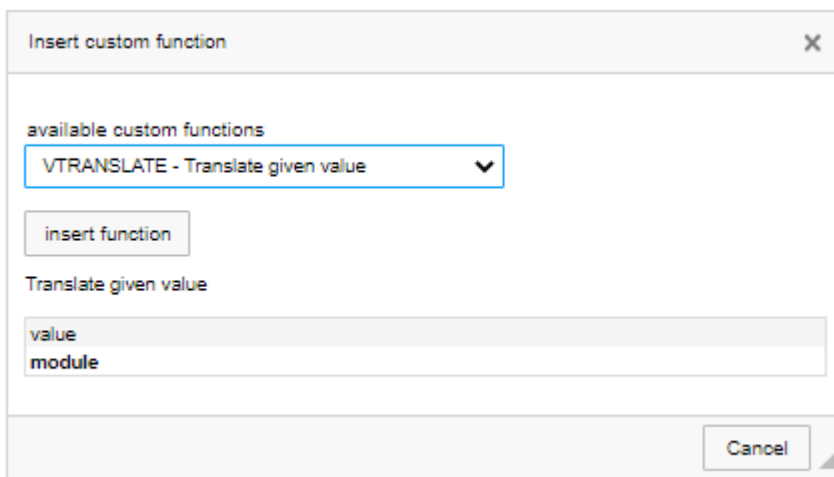 Insert custom function
available custom functions
VTRANSLATE - Translate given value
insert function
Translate given value
value
module
Cancel